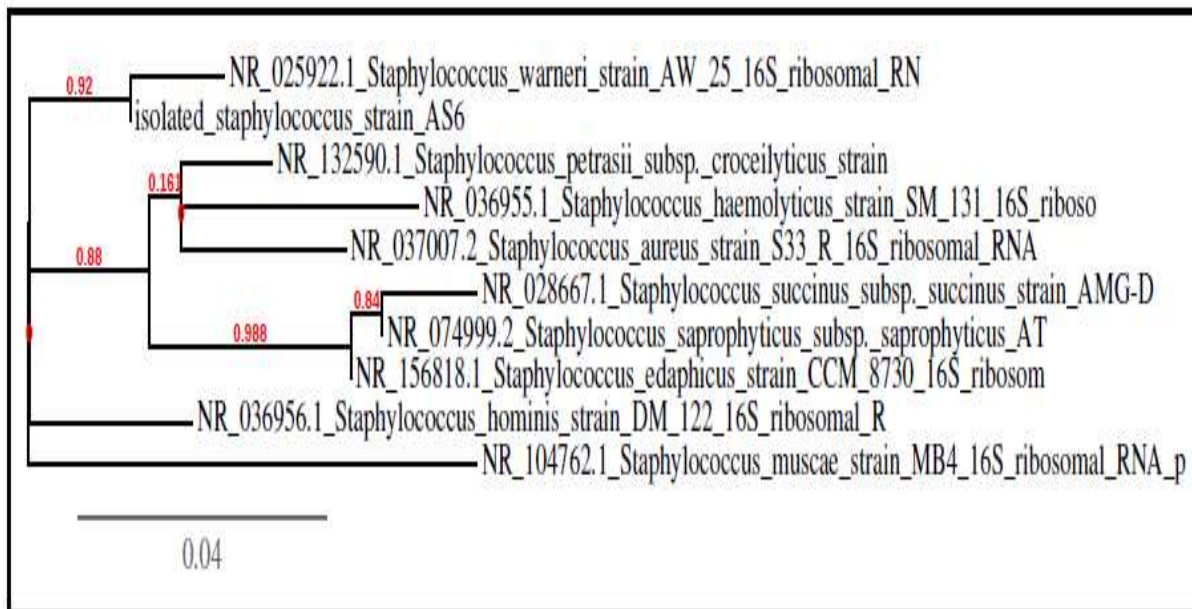 0.92
NR_025922.1_Staphylococcus_warneri_strain_AW_25_16S_ribosomal_RN
isolated_staphylococcus_strain_AS6
NR_132590.1_Staphylococcus_petrasii_subsp._croceilyticus_strain
0.161
NR_036955.1_Staphylococcus_haemolyticus_strain_SM_131_16S_riboso
NR_037007.2_Staphylococcus_aureus_strain_S33_R_16S_ribosomal_RNA
0.88
NR_028667.1_Staphylococcus_succinus_subsp._succinus_strain_AMG-D
0.84
NR_074999.2_Staphylococcus_saprophyticus_subsp._saprophyticus_AT
0.988
NR_156818.1_Staphylococcus_edaphicus_strain_CCM_8730_16S_ribosom
NR_036956.1_Staphylococcus_hominis_strain_DM_122_16S_ribosomal_R
NR_104762.1_Staphylococcus_muscae_strain_MB4_16S_ribosomal_RNA_p
0.04